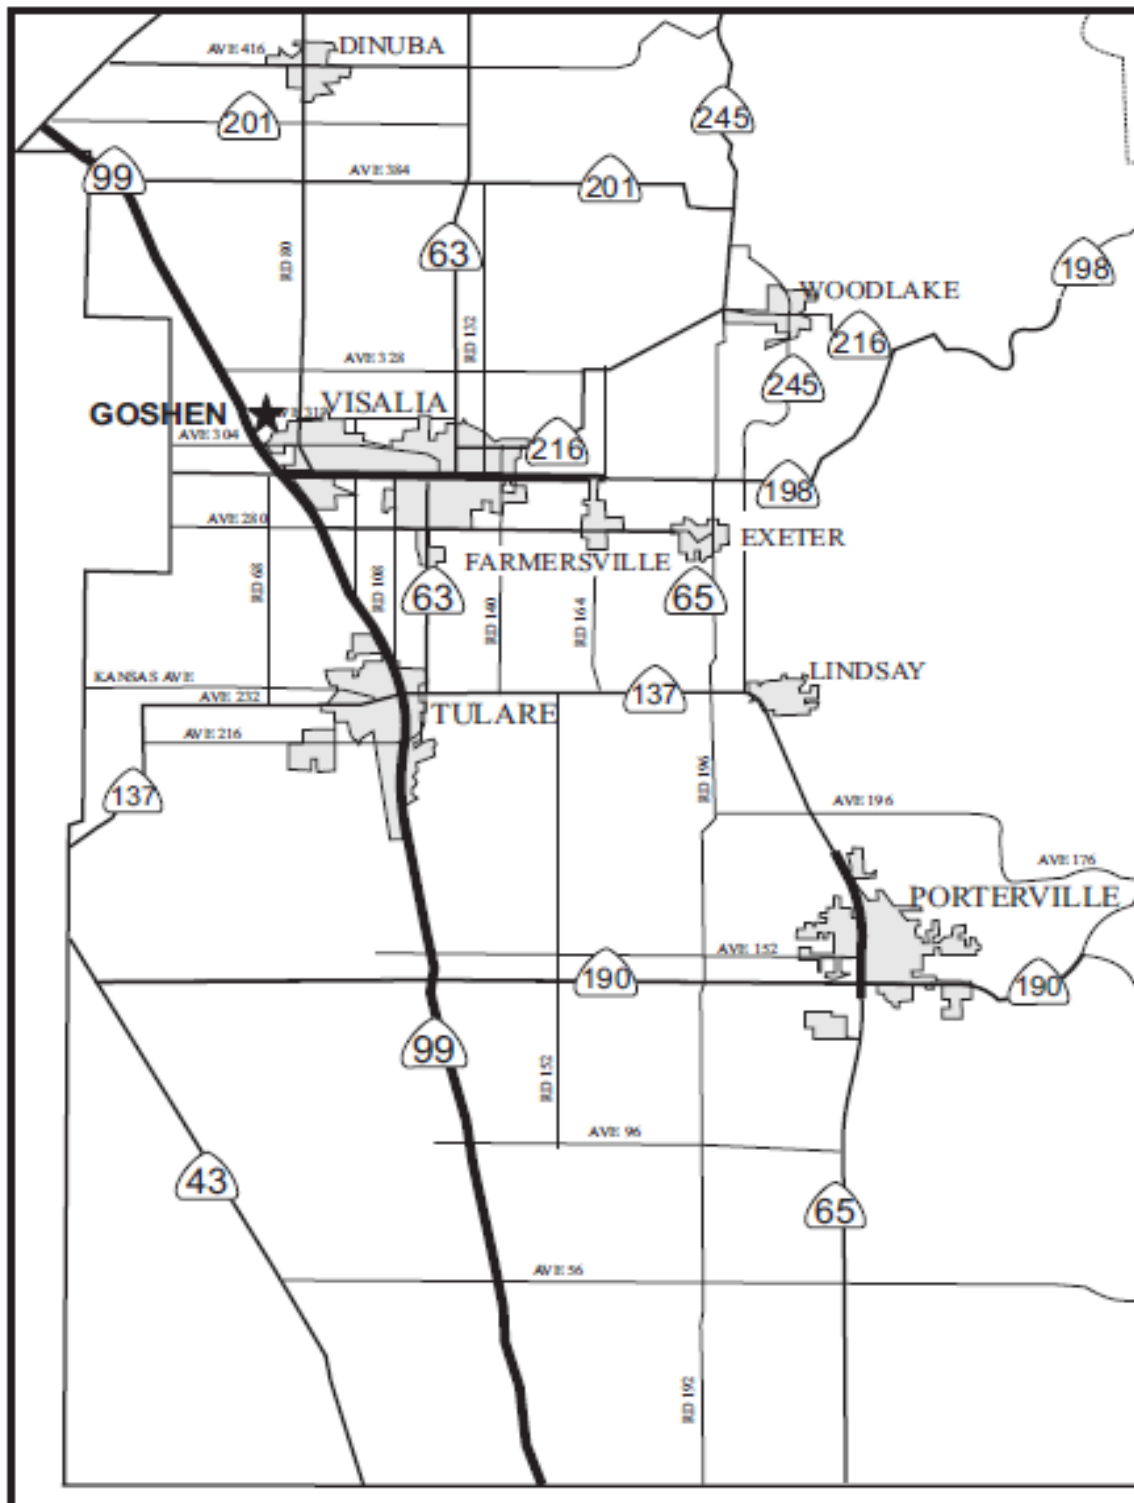 DINUBA
AVE 416
201
245
99
AVE 384
201
63
RD 80
198
WOODLAKE
RD 132
216
AVE 328
245
VISALIA
GOSHEN
AVE 304
216
198
AVE 280
EXETER
FARMERSVILLE
RD 68
RD 108
63
RD 140
RD 164
65
KANSAS AVE
LINDSAY
AVE 232
137
TULARE
AVE 216
RD 196
137
AVE 196
AVE 176
PORTERVILLE
AVE 152
190
190
99
RD 152
AVE 96
43
65
AVE 56
RD 192